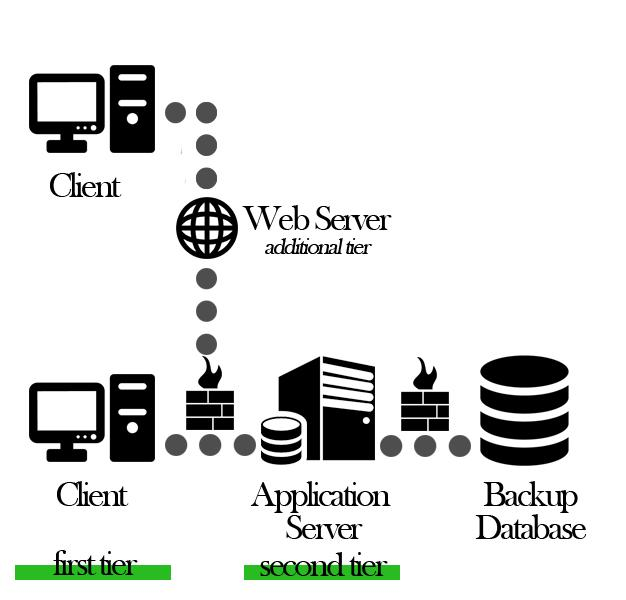 Client
Web Server
additional tier
Client
Application
Server
Backup
Database
first tier
second tier